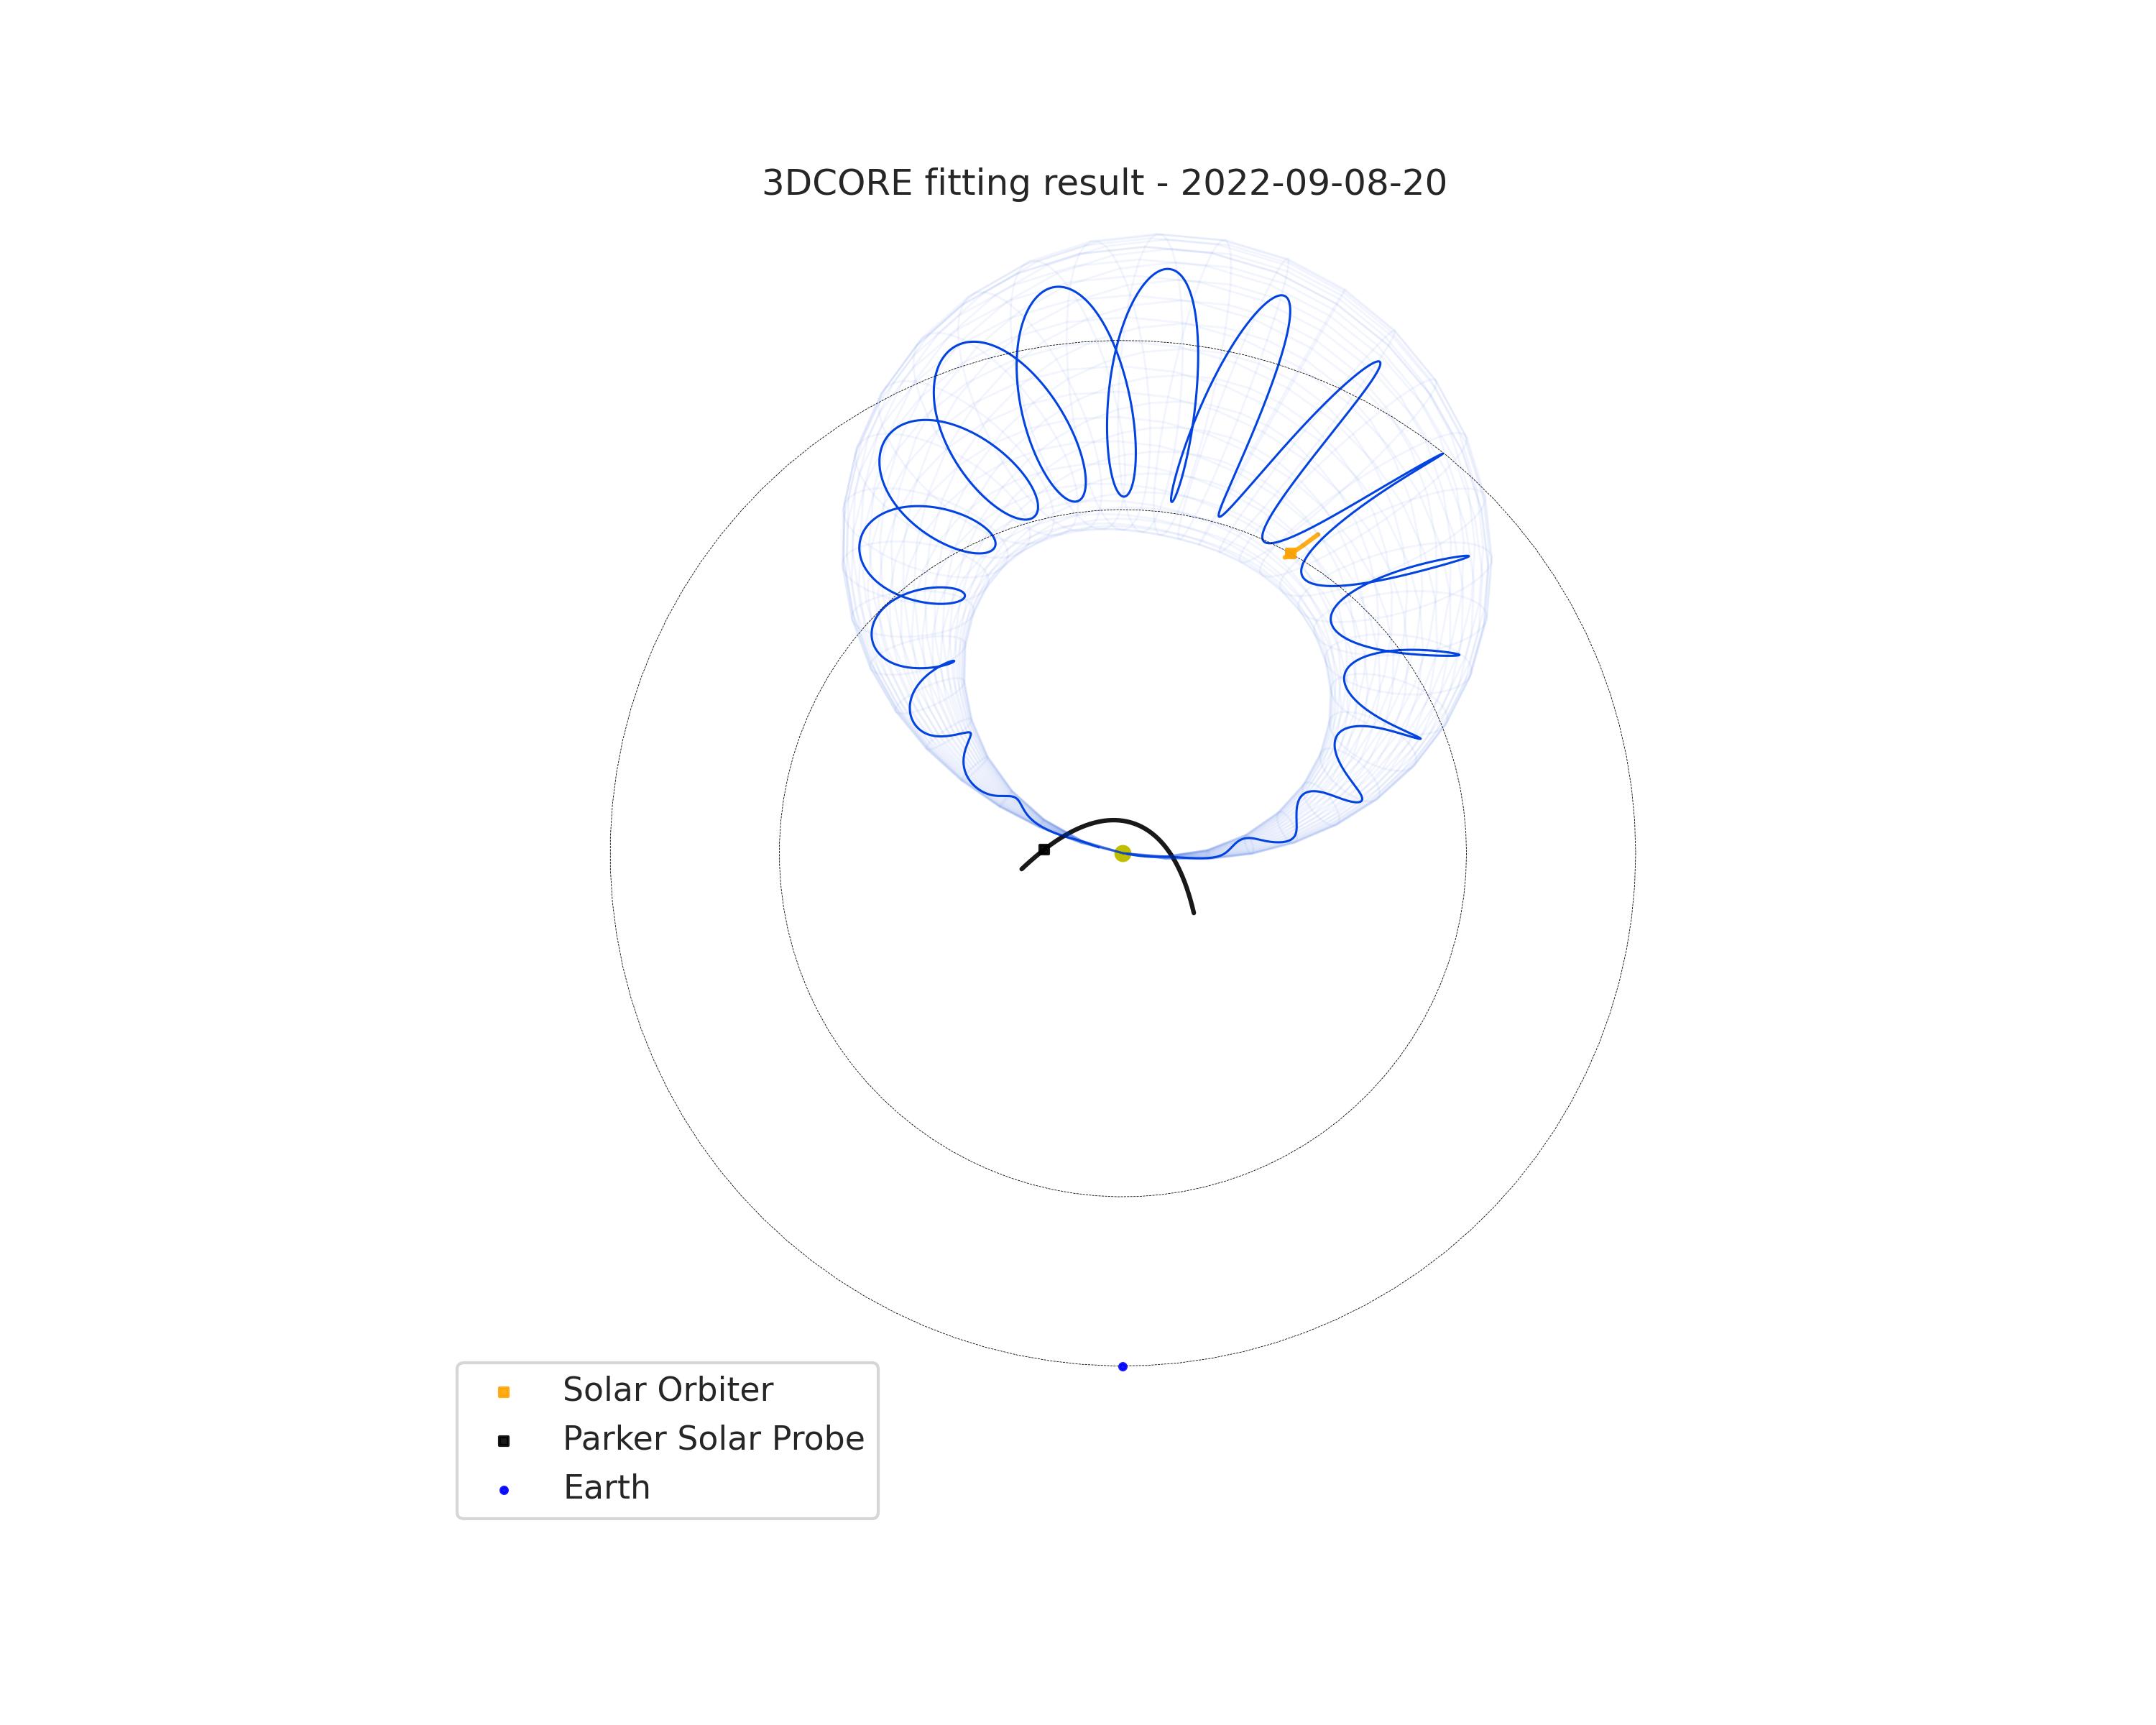 3DCORE fitting result - 2022-09-08-20
Solar Orbiter
Parker Solar Probe
Earth